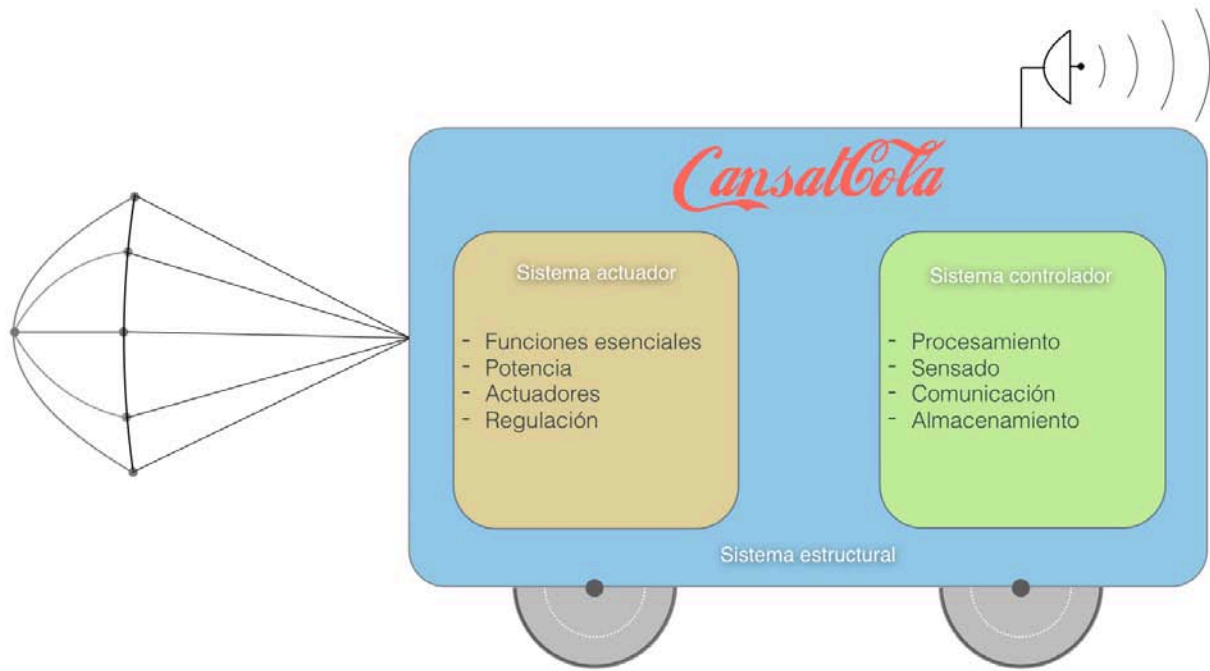 CansatCola
Sistema actuador
- Funciones esenciales
- Potencia
- Actuadores
- Regulación
Sistema controlador
- Procesamiento
- Sensado
- Comunicación
- Almacenamiento
Sistema estructural